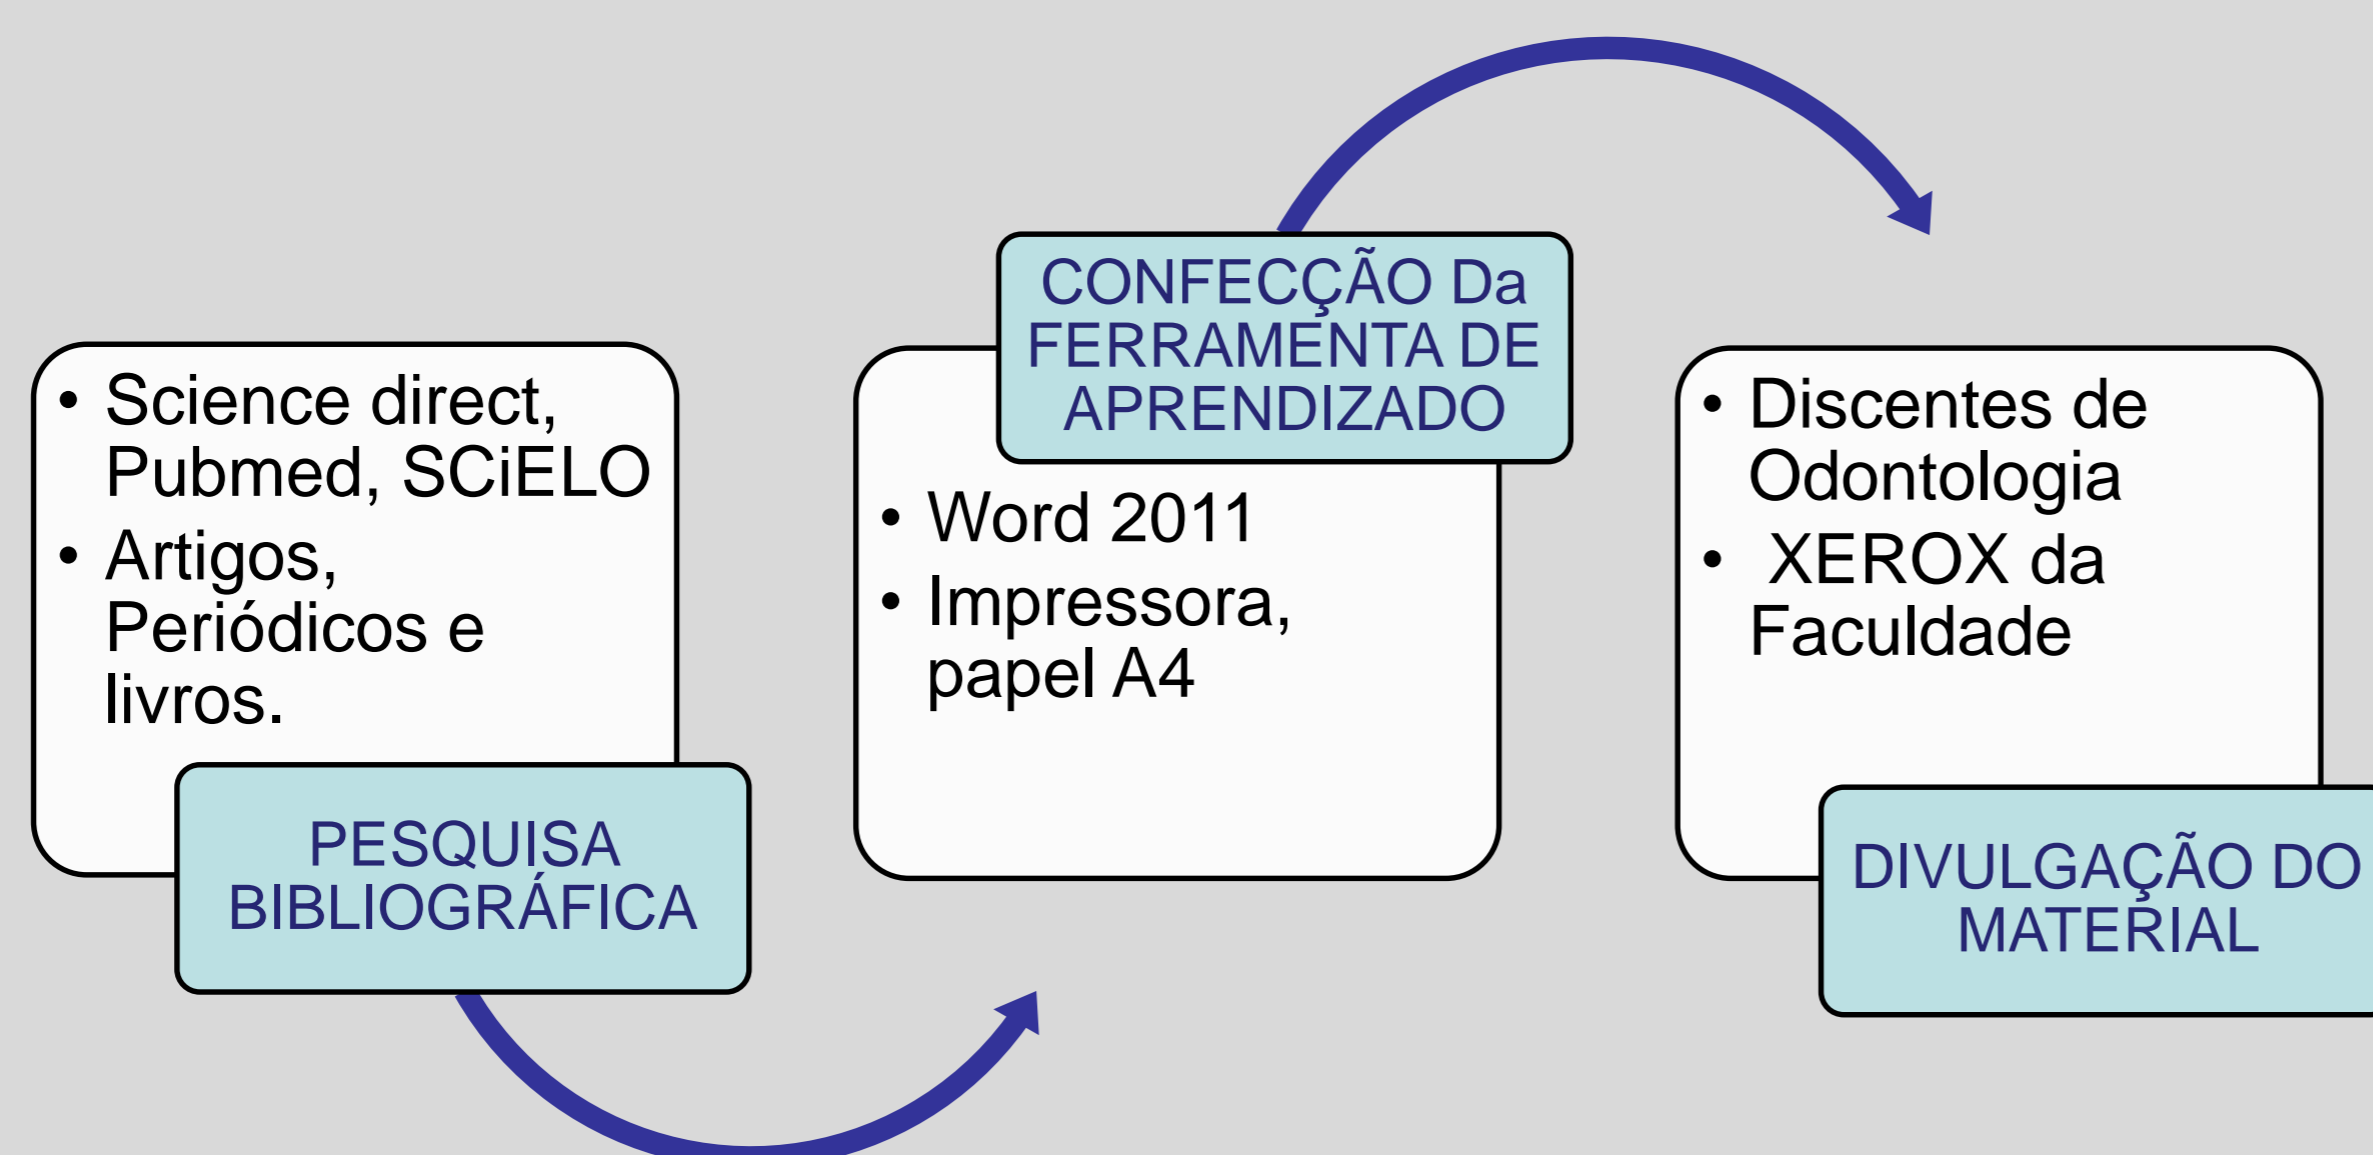 • Science direct,
Pubmed, SCiELO
• Artigos,
Periódicos e
livros.
PESQUISA
BIBLIOGRÁFICA
CONFECÇÃO Da
FERRAMENTA DE
APRENDIZADO
• Word 2011
• Impressora,
papel A4
• Discentes de
Odontologia
• XEROX da
Faculdade
DIVULGAÇÃO DO
MATERIAL